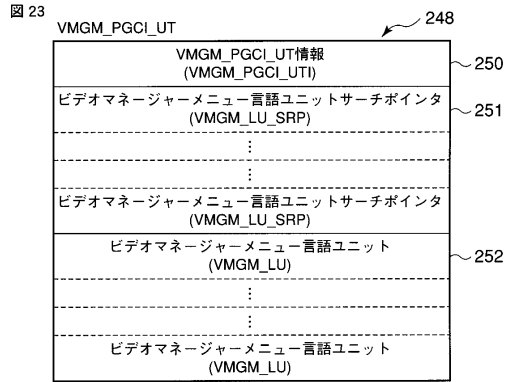 図 23
VMGM_PGCI_UT
248
VMGM_PGCI_UT情報
(VMGM_PGCI_UTI)
250
ビデオマネージャーメニュー言語ユニットサーチポインタ
(VMGM_LU_SRP)
251
⋮
⋮
ビデオマネージャーメニュー言語ユニットサーチポインタ
(VMGM_LU_SRP)
ビデオマネージャーメニュー言語ユニット
(VMGM_LU)
252
⋮
⋮
ビデオマネージャーメニュー言語ユニット
(VMGM_LU)